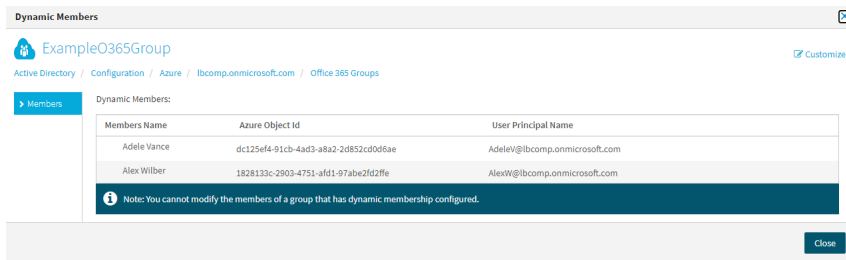 Dynamic Members
ExampleO365Group
Customize
Active Directory / Configuration / Azure / lbcomp.onmicrosoft.com / Office 365 Groups
Members
Dynamic Members:
Members Name Azure Object Id User Principal Name
Adele Vance dc125ef4-91cb-4ad3-a8a2-2d852cd0d6ae AdeleV@lbcomp.onmicrosoft.com
Alex Wilber 1828133c-2903-4751-afd1-97abe2fd2ffe AlexW@lbcomp.onmicrosoft.com
Note: You cannot modify the members of a group that has dynamic membership configured.
Close